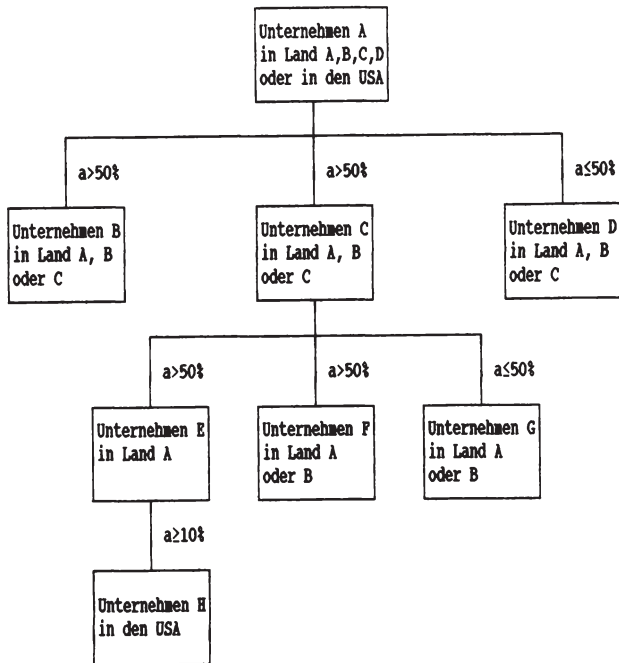 Unternehmen A
in Land A,B,C,D
oder in den USA
a>50%
a>50%
a≤50%
Unternehmen B
in Land A, B
oder C
Unternehmen C
in Land A, B
oder C
Unternehmen D
in Land A, B
oder C
a>50%
a>50%
a≤50%
Unternehmen E
in Land A
Unternehmen F
in Land A
oder B
Unternehmen G
in Land A
oder B
a≥10%
Unternehmen H
in den USA